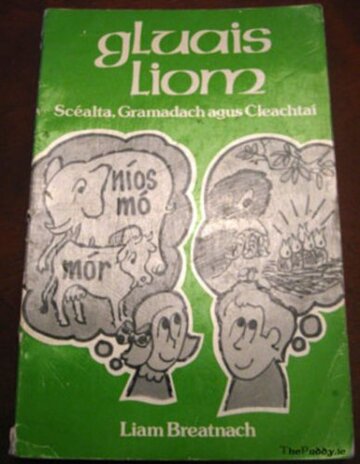 gluais
liom
Scéalta, Gramadach agus Cleachtaí
níos
mó
mór
Liam Breatnach
ThePaddy.ie